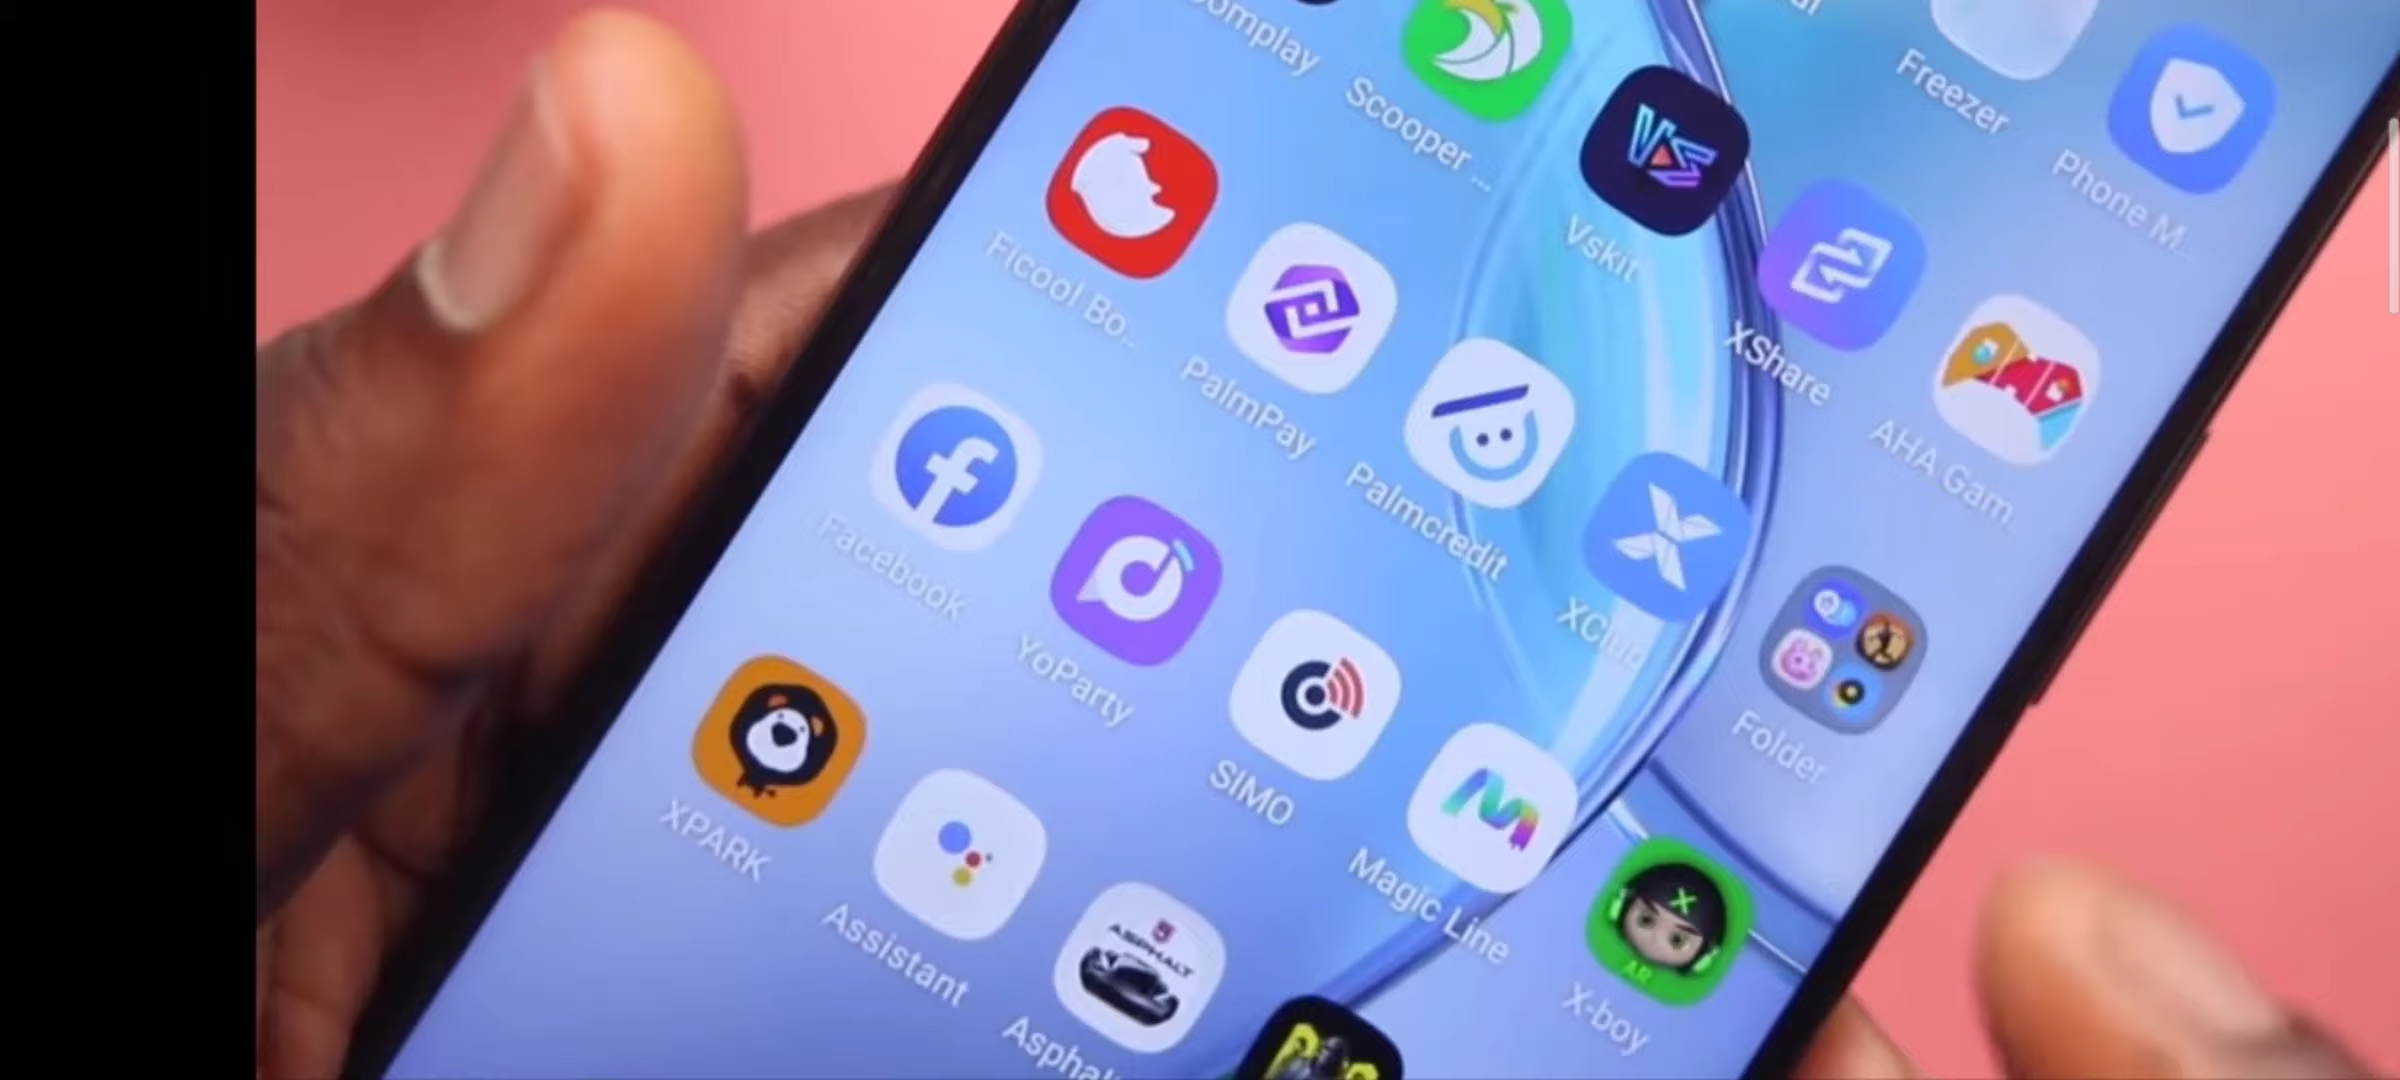 Scooper ...
Freezer
Phone M..
Vskit
XShare
AHA Gam..
Ficool Bo..
PalmPay
Palmcredit
XClub
Folder
Facebook
YoParty
SIMO
Magic Line
X
AR
X-boy
XPARK
Assistant
ASPHALT